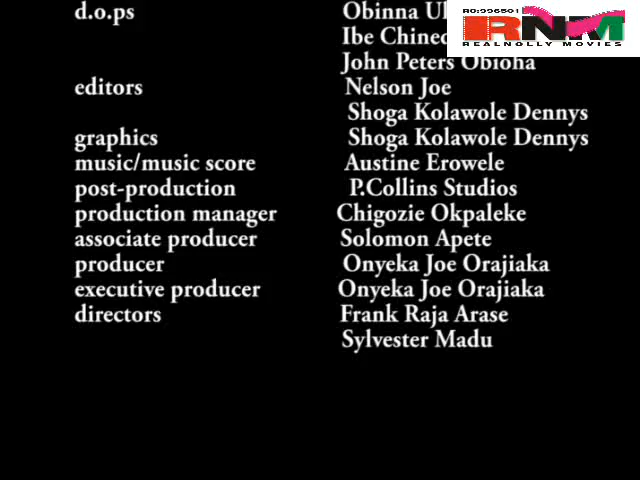 RC:996801
RNM
REALNOLLY MOVIES
d.o.ps Obinna
Ibe
John Peters Obioha
editors Nelson Joe
Shoga Kolawole Dennys
graphics Shoga Kolawole Dennys
music/music score Austine Erowele
post-production P.Collins Studios
production manager Chigozie Okpaleke
associate producer Solomon Apete
producer Onyeka Joe Orajiaka
executive producer Onyeka Joe Orajiaka
directors Frank Raja Arase
Sylvester Madu